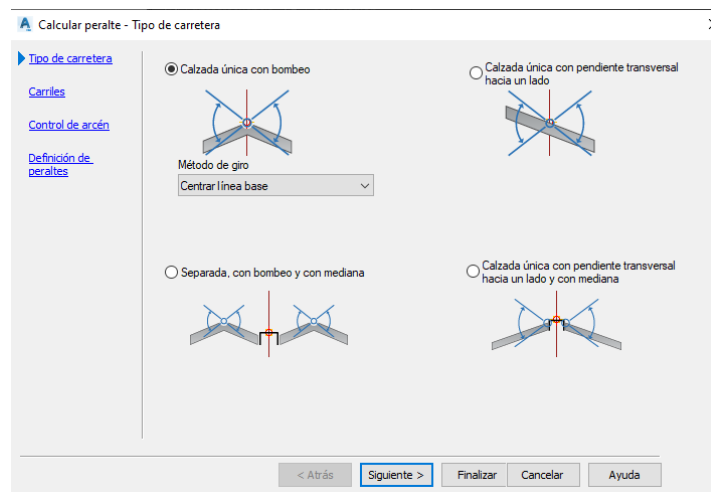 Calcular peralte - Tipo de carretera
Tipo de carretera
Carriles
Control de arcén
Definición de
peraltes
Calzada única con bombeo
Método de giro
Centrar línea base
Calzada única con pendiente transversal
hacia un lado
Separada, con bombeo y con mediana
Calzada única con pendiente transversal
hacia un lado y con mediana
< Atrás
Siguiente >
Finalizar
Cancelar
Ayuda